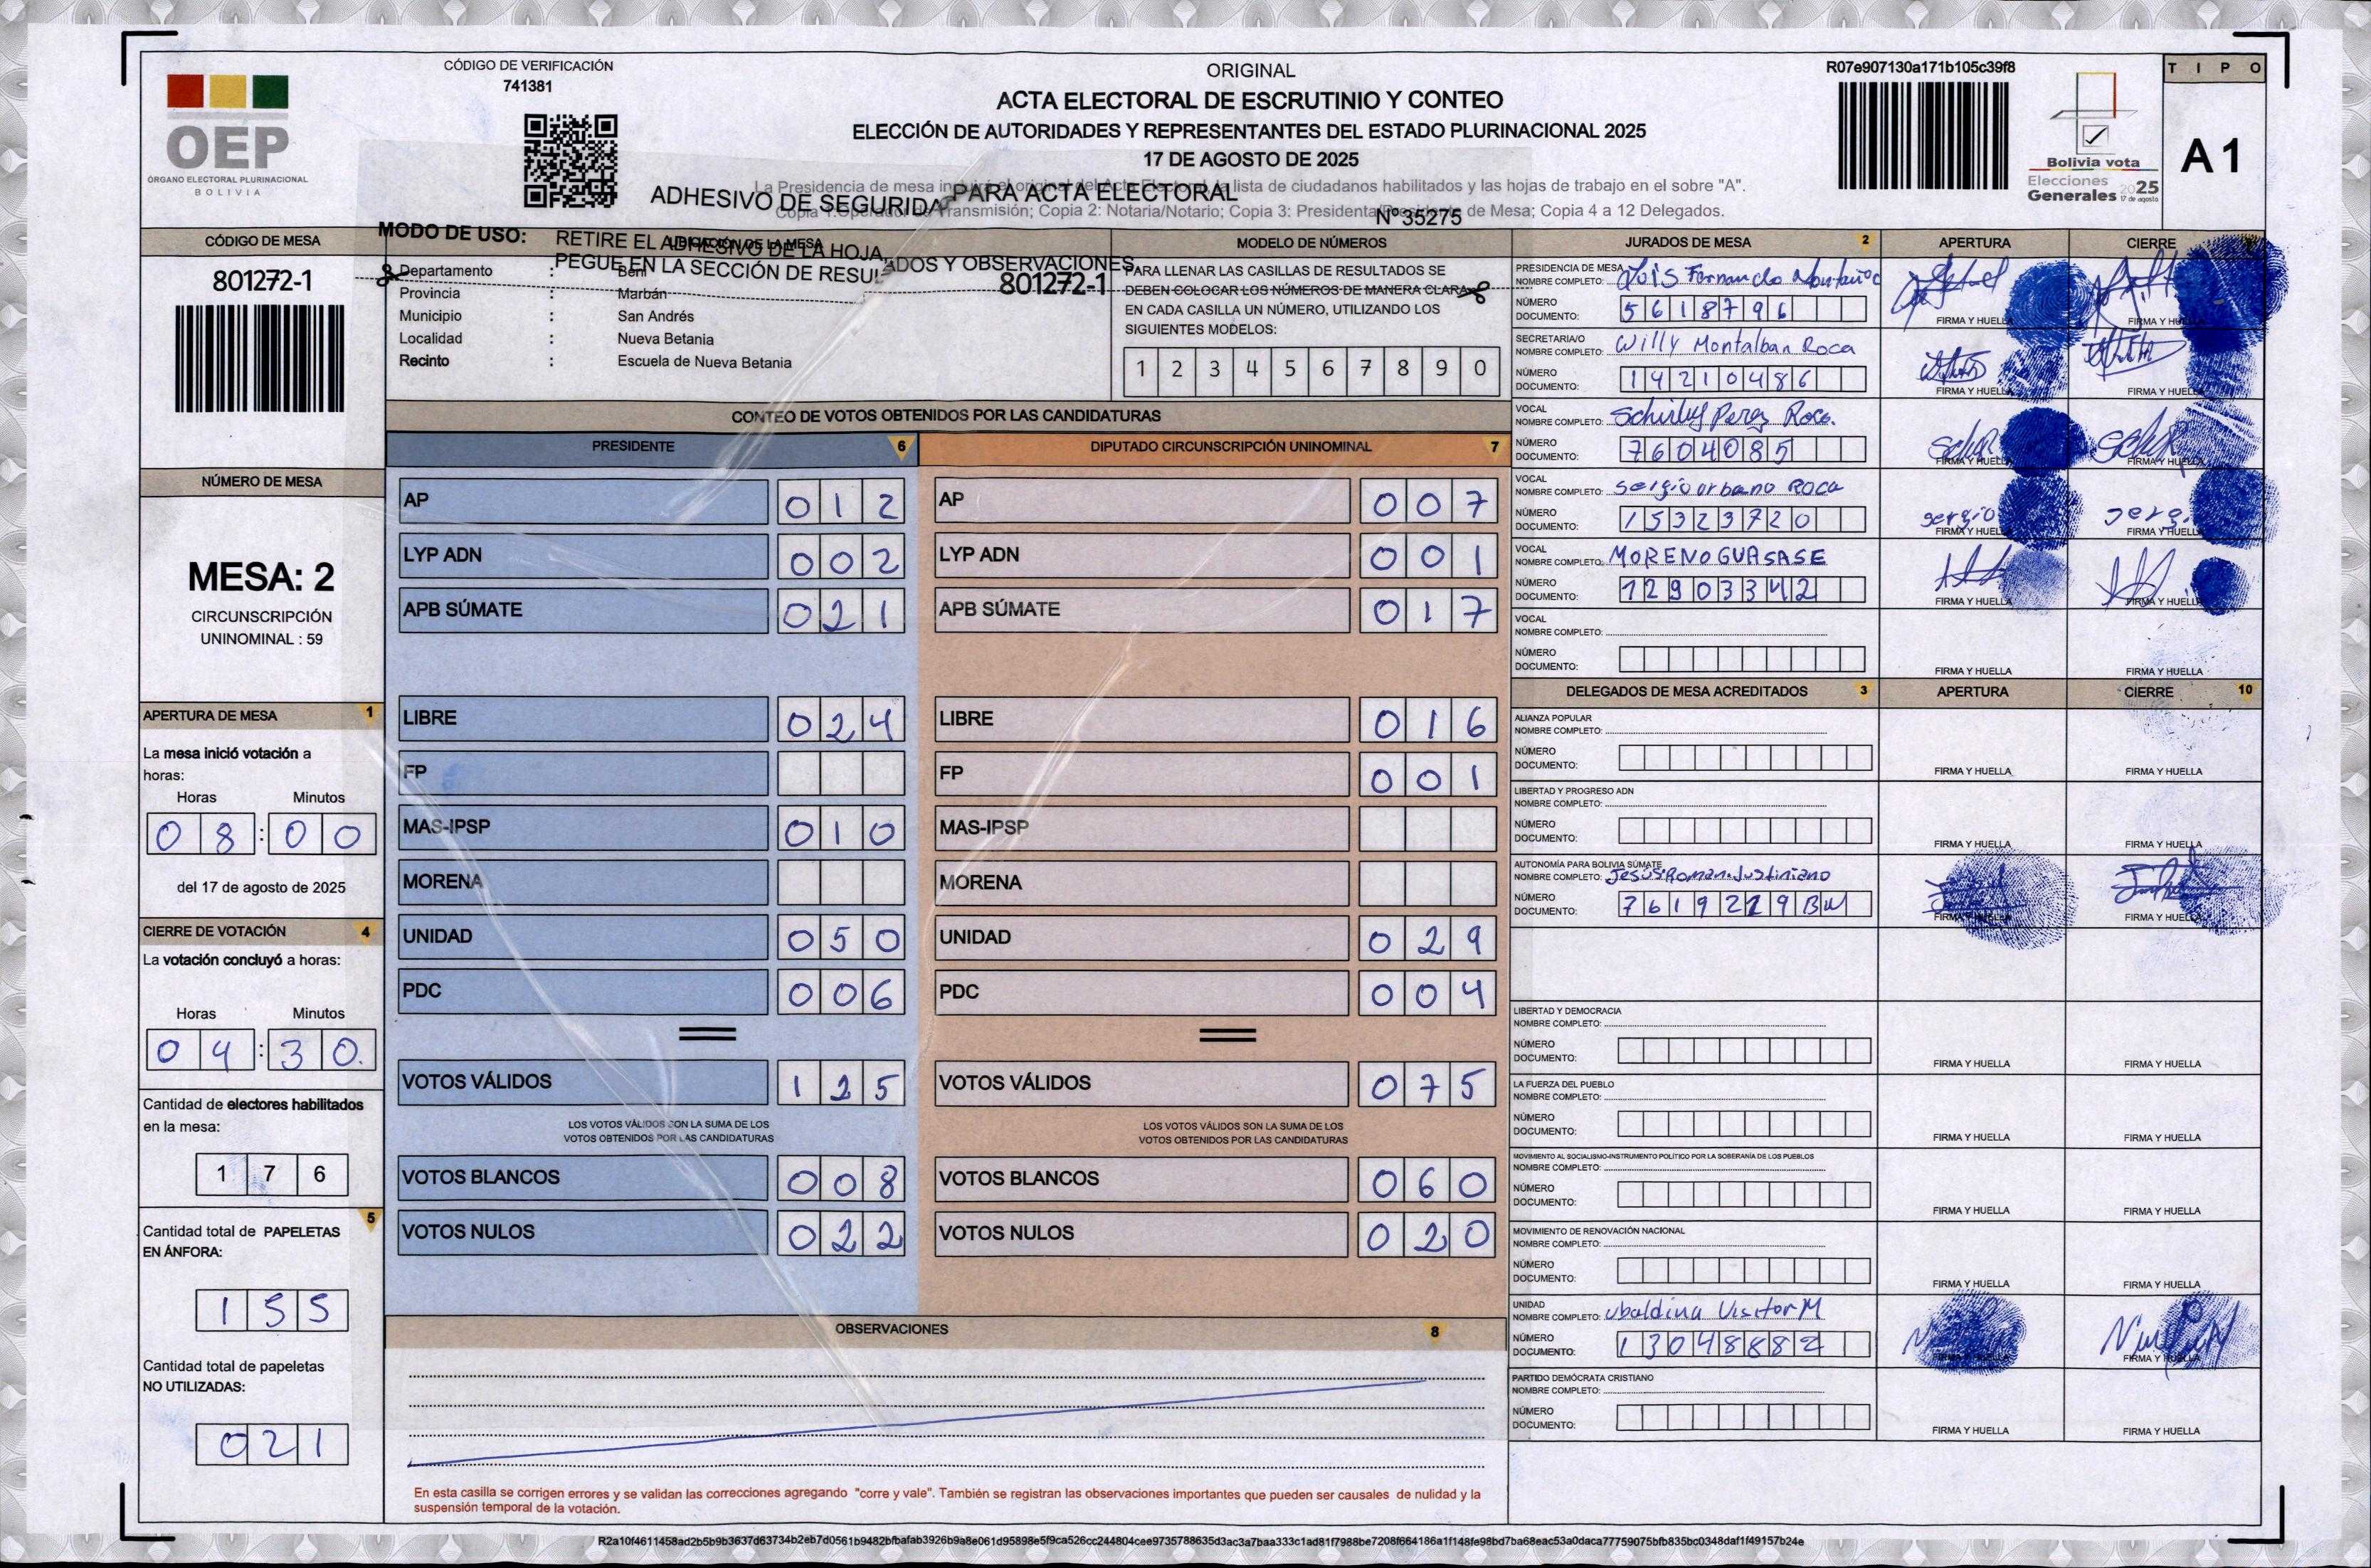 CÓDIGO DE VERIFICACIÓN
741381
OEP
ÓRGANO ELECTORAL PLURINACIONAL
BOLIVIA
ORIGINAL
ACTA ELECTORAL DE ESCRUTINIO Y CONTEO
ELECCIÓN DE AUTORIDADES Y REPRESENTANTES DEL ESTADO PLURINACIONAL 2025
17 DE AGOSTO DE 2025
La Presidencia de mesa incluirá el original del Acta Electoral, la lista de ciudadanos habilitados y las hojas de trabajo en el sobre "A".
Copia 1: Operador de Transmisión; Copia 2: Notaria/Notario; Copia 3: Presidenta/Presidente de Mesa; Copia 4 a 12 Delegados.
R07e907130a171b105c39f8
Bolivia vota
Elecciones
Generales 2025
17 de agosto
TIPO
A1
ADHESIVO DE SEGURIDAD PARA ACTA ELECTORAL
Nº 35275
MODO DE USO: RETIRE EL ADHESIVO DE LA HOJA,
PEGUE EN LA SECCIÓN DE RESULTADOS Y OBSERVACIONES
801272-1
CÓDIGO DE MESA
801272-1
UBICACIÓN DE LA MESA
Departamento : Beni
Provincia : Marbán
Municipio : San Andrés
Localidad : Nueva Betania
Recinto : Escuela de Nueva Betania
MODELO DE NÚMEROS
PARA LLENAR LAS CASILLAS DE RESULTADOS SE
DEBEN COLOCAR LOS NÚMEROS DE MANERA CLARA
EN CADA CASILLA UN NÚMERO, UTILIZANDO LOS
SIGUIENTES MODELOS:
1 2 3 4 5 6 7 8 9 0
NÚMERO DE MESA
MESA: 2
CIRCUNSCRIPCIÓN
UNINOMINAL : 59
APERTURA DE MESA 1
La mesa inició votación a
horas:
Horas Minutos
08:00
del 17 de agosto de 2025
CIERRE DE VOTACIÓN 4
La votación concluyó a horas:
Horas Minutos
04:30.
Cantidad de electores habilitados
en la mesa:
176
5
Cantidad total de PAPELETAS
EN ÁNFORA:
155
Cantidad total de papeletas
NO UTILIZADAS:
021
CONTEO DE VOTOS OBTENIDOS POR LAS CANDIDATURAS
PRESIDENTE 6
AP 012
LYP ADN 002
APB SÚMATE 021
LIBRE 024
FP
MAS-IPSP 010
MORENA
UNIDAD 050
PDC 006
VOTOS VÁLIDOS 125
LOS VOTOS VÁLIDOS SON LA SUMA DE LOS
VOTOS OBTENIDOS POR LAS CANDIDATURAS
VOTOS BLANCOS 008
VOTOS NULOS 022
DIPUTADO CIRCUNSCRIPCIÓN UNINOMINAL 7
AP 007
LYP ADN 001
APB SÚMATE 017
LIBRE 016
FP 001
MAS-IPSP
MORENA
UNIDAD 029
PDC 004
VOTOS VÁLIDOS 075
LOS VOTOS VÁLIDOS SON LA SUMA DE LOS
VOTOS OBTENIDOS POR LAS CANDIDATURAS
VOTOS BLANCOS 060
VOTOS NULOS 020
OBSERVACIONES 8
En esta casilla se corrigen errores y se validan las correcciones agregando "corre y vale". También se registran las observaciones importantes que pueden ser causales de nulidad y la
suspensión temporal de la votación.
JURADOS DE MESA 2 APERTURA CIERRE
PRESIDENCIA DE MESA
NOMBRE COMPLETO: Luis Fernando
NÚMERO
DOCUMENTO: 5618796
FIRMA Y HUELLA FIRMA Y HUELLA
SECRETARIA/O
NOMBRE COMPLETO: Willy Montalban Roca
NÚMERO
DOCUMENTO: 14210486
FIRMA Y HUELLA FIRMA Y HUELLA
VOCAL
NOMBRE COMPLETO: Schirley Perez Roca.
NÚMERO
DOCUMENTO: 7604085
FIRMA Y HUELLA FIRMA Y HUELLA
VOCAL
NOMBRE COMPLETO: sergio urbano Roca
NÚMERO
DOCUMENTO: 15323720
sergio
FIRMA Y HUELLA FIRMA Y HUELLA
VOCAL
NOMBRE COMPLETO: MORENO GUASASE
NÚMERO
DOCUMENTO: 12903342
FIRMA Y HUELLA FIRMA Y HUELLA
VOCAL
NOMBRE COMPLETO:
NÚMERO
DOCUMENTO:
FIRMA Y HUELLA FIRMA Y HUELLA
DELEGADOS DE MESA ACREDITADOS 3 APERTURA CIERRE 10
ALIANZA POPULAR
NOMBRE COMPLETO:
NÚMERO
DOCUMENTO:
FIRMA Y HUELLA FIRMA Y HUELLA
LIBERTAD Y PROGRESO ADN
NOMBRE COMPLETO:
NÚMERO
DOCUMENTO:
FIRMA Y HUELLA FIRMA Y HUELLA
AUTONOMÍA PARA BOLIVIA SÚMATE
NOMBRE COMPLETO: Jesus Roman Justiniano
NÚMERO
DOCUMENTO: 7619219BM
FIRMA Y HUELLA FIRMA Y HUELLA
LIBERTAD Y DEMOCRACIA
NOMBRE COMPLETO:
NÚMERO
DOCUMENTO:
FIRMA Y HUELLA FIRMA Y HUELLA
LA FUERZA DEL PUEBLO
NOMBRE COMPLETO:
NÚMERO
DOCUMENTO:
FIRMA Y HUELLA FIRMA Y HUELLA
MOVIMIENTO AL SOCIALISMO-INSTRUMENTO POLÍTICO POR LA SOBERANÍA DE LOS PUEBLOS
NOMBRE COMPLETO:
NÚMERO
DOCUMENTO:
FIRMA Y HUELLA FIRMA Y HUELLA
MOVIMIENTO DE RENOVACIÓN NACIONAL
NOMBRE COMPLETO:
NÚMERO
DOCUMENTO:
FIRMA Y HUELLA FIRMA Y HUELLA
UNIDAD
NOMBRE COMPLETO: Ubaldina Visitor M
NÚMERO
DOCUMENTO: 13048882
FIRMA Y HUELLA FIRMA Y HUELLA
PARTIDO DEMÓCRATA CRISTIANO
NOMBRE COMPLETO:
NÚMERO
DOCUMENTO:
FIRMA Y HUELLA FIRMA Y HUELLA